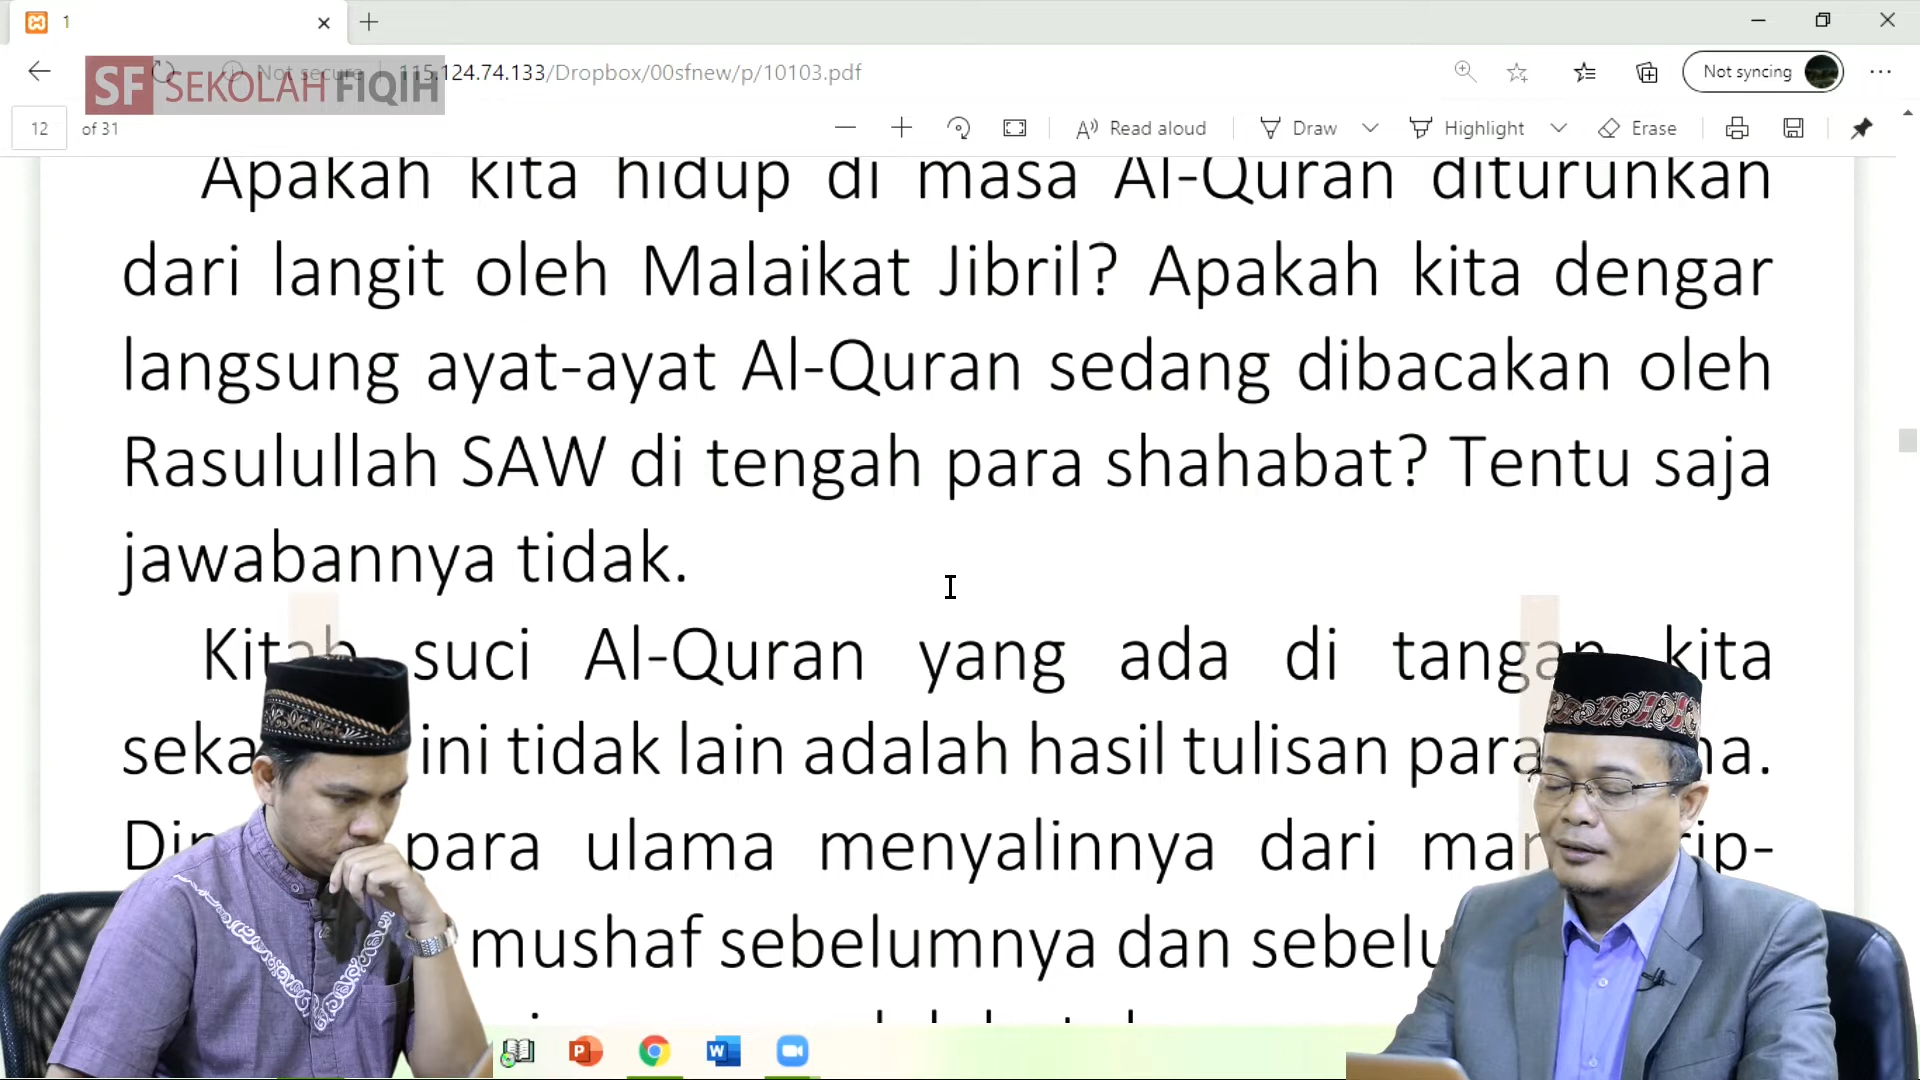 1
SF SEKOLAH FIQIH
Not secure 115.124.74.133/Dropbox/00sfnew/p/10103.pdf
Not syncing
12 of 31
Read aloud
Draw
Highlight
Erase
Apakah kita hidup di masa Al-Quran diturunkan
dari langit oleh Malaikat Jibril? Apakah kita dengar
langsung ayat-ayat Al-Quran sedang dibacakan oleh
Rasulullah SAW di tengah para shahabat? Tentu saja
jawabannya tidak.
Kitab suci Al-Quran yang ada di tangan kita
ini tidak lain adalah hasil tulisan para
para ulama menyalinnya dari
mushaf sebelumnya dan